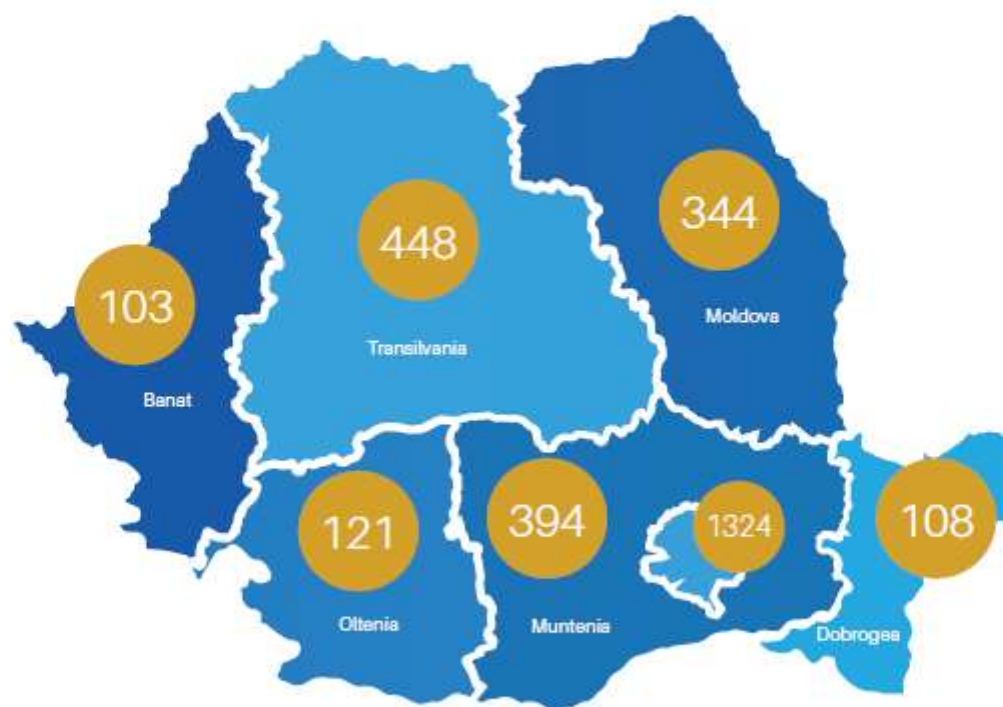 344
448
103
Moldova
Transilvania
Banat
394
1324
108
121
Oltenia
Muntenia
Dobrogea